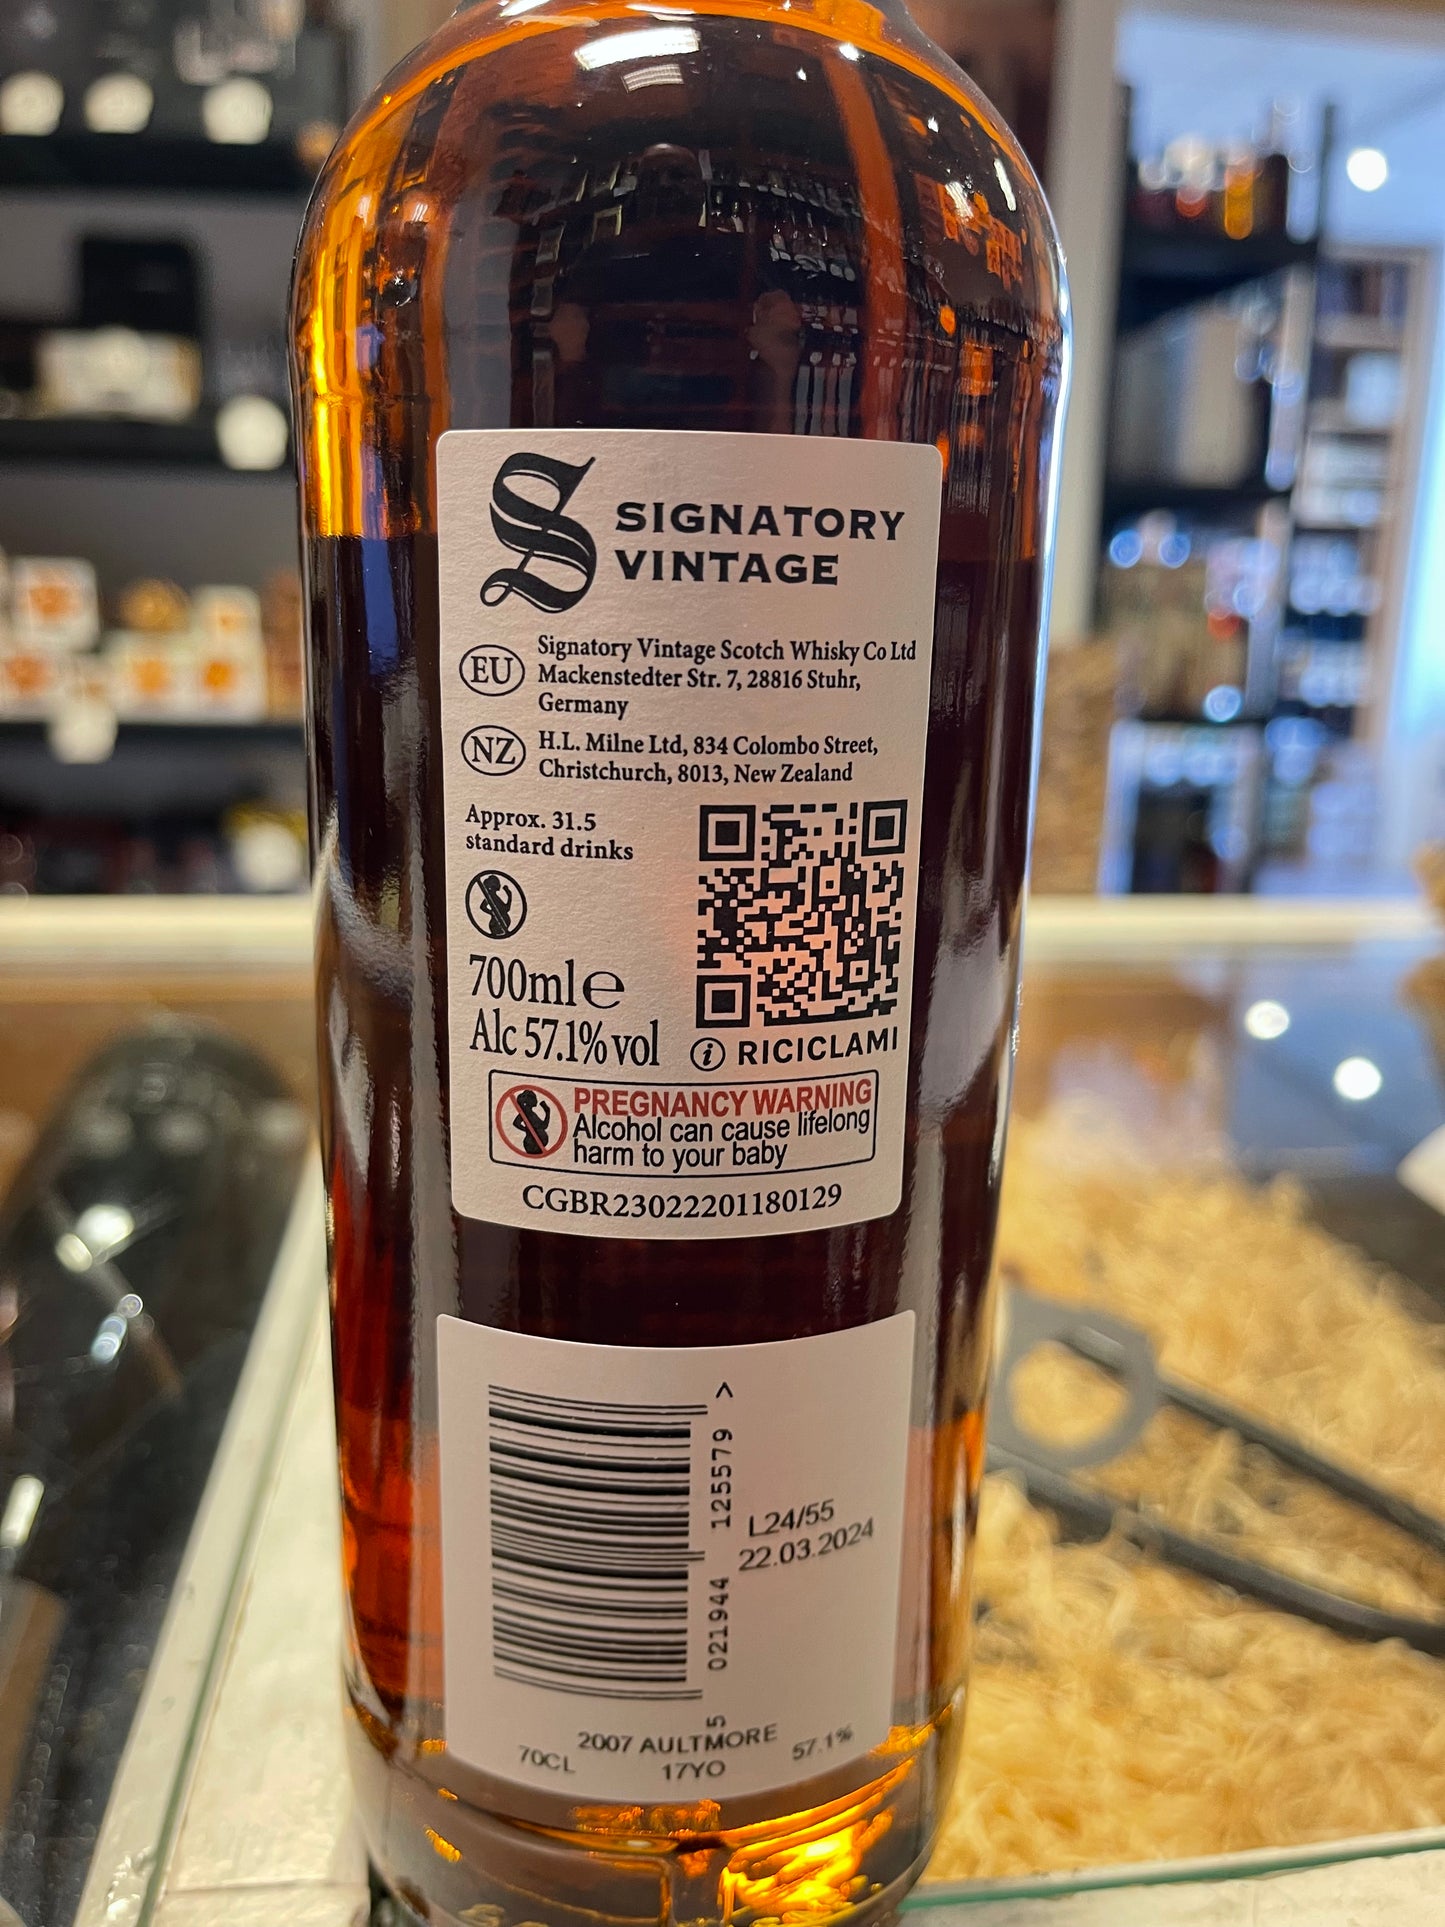 S SIGNATORY
VINTAGE
EU Signatory Vintage Scotch Whisky Co Ltd
Mackenstedter Str. 7, 28816 Stuhr,
Germany
NZ H.L. Milne Ltd, 834 Colombo Street,
Christchurch, 8013, New Zealand
Approx. 31.5
standard drinks
700ml e
Alc 57.1% vol
i RICICLAMI
PREGNANCY WARNING
Alcohol can cause lifelong
harm to your baby
CGBR23022201180129
5 021944 125579 >
L24/55
22.03.2024
2007 AULTMORE
70CL 17YO 57.1%